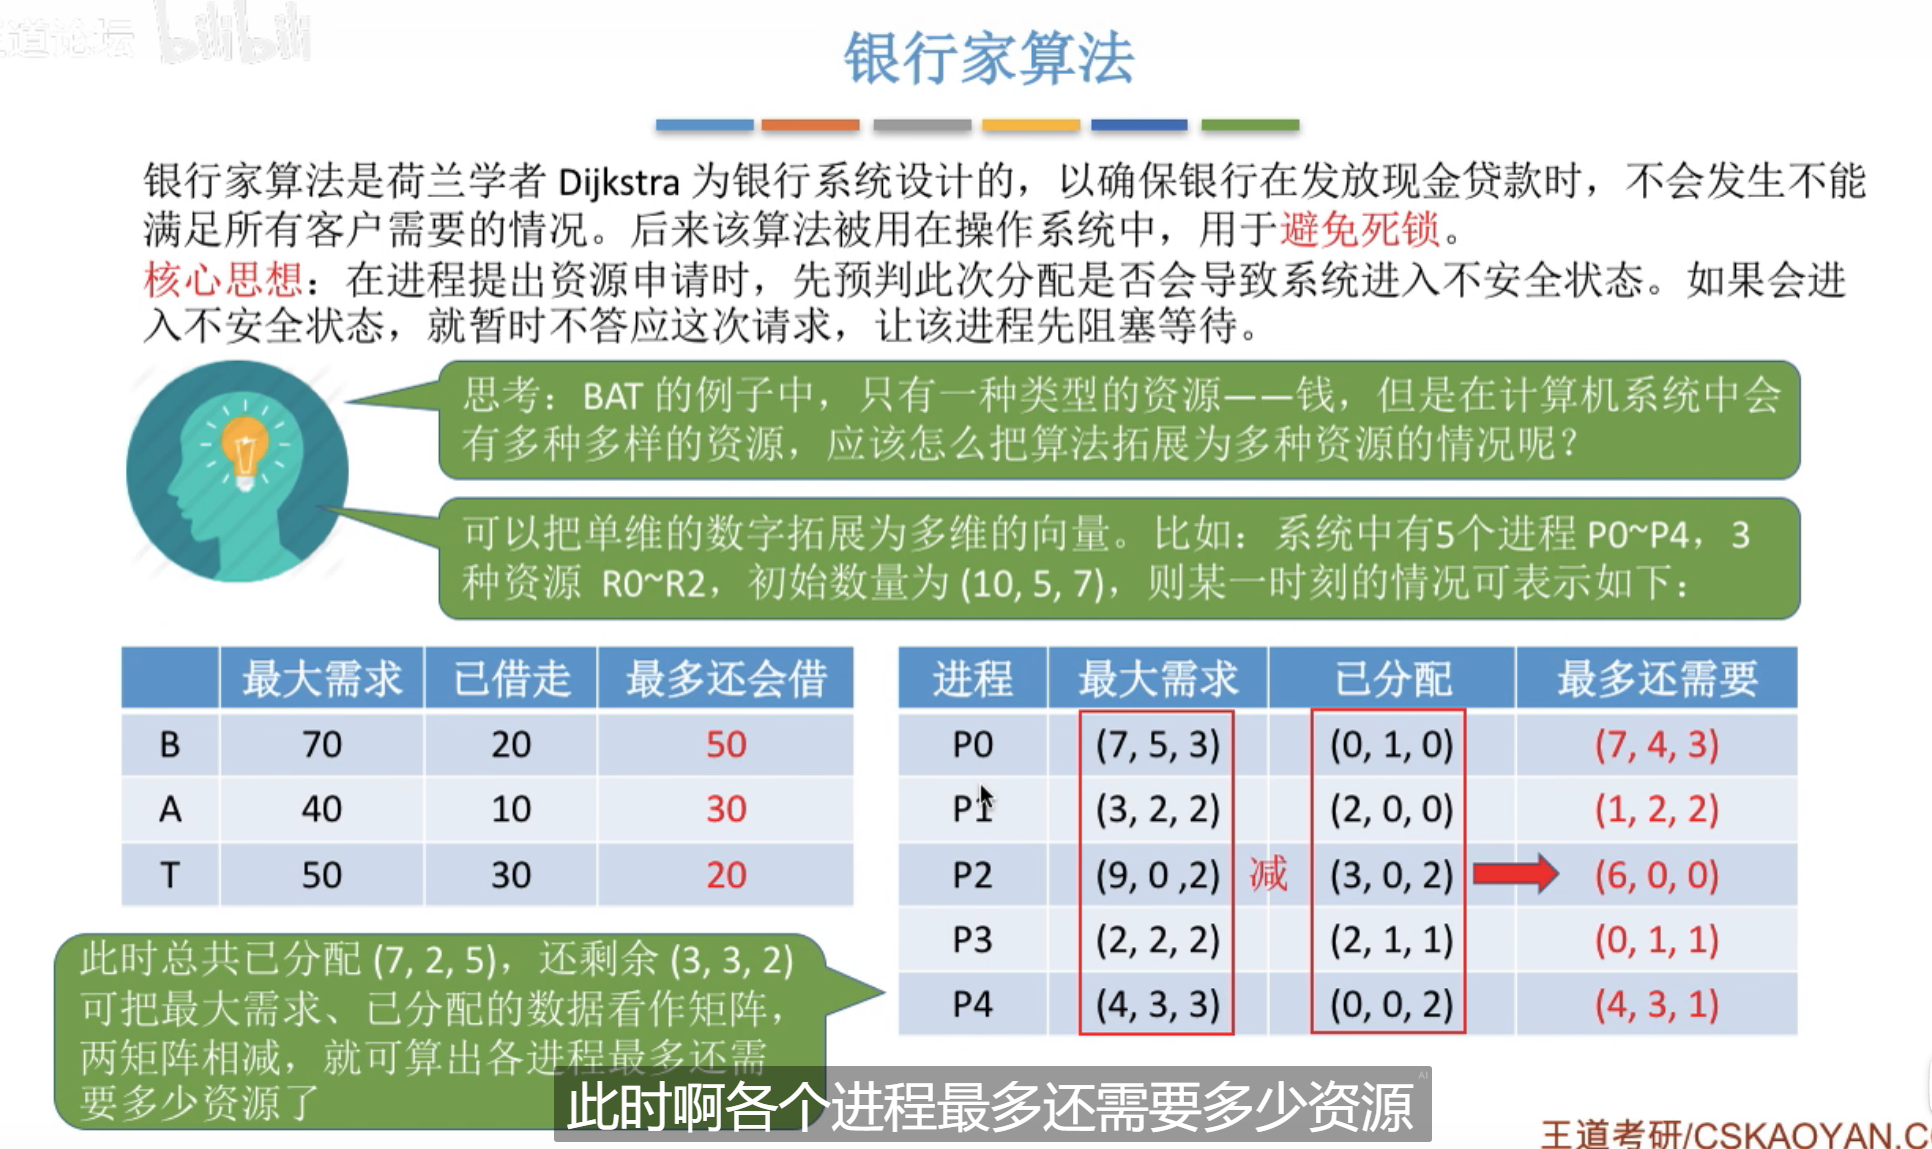 道论坛 bilibili
银行家算法
银行家算法是荷兰学者 Dijkstra 为银行系统设计的，以确保银行在发放现金贷款时，不会发生不能
满足所有客户需要的情况。后来该算法被用在操作系统中，用于避免死锁。
核心思想：在进程提出资源申请时，先预判此次分配是否会导致系统进入不安全状态。如果会进
入不安全状态，就暂时不答应这次请求，让该进程先阻塞等待。
思考：BAT 的例子中，只有一种类型的资源——钱，但是在计算机系统中会
有多种多样的资源，应该怎么把算法拓展为多种资源的情况呢？
可以把单维的数字拓展为多维的向量。比如：系统中有5个进程 P0~P4，3
种资源 R0~R2，初始数量为 (10, 5, 7)，则某一时刻的情况可表示如下：
最大需求 已借走 最多还会借
B 70 20 50
A 40 10 30
T 50 30 20
进程 最大需求 已分配 最多还需要
P0 (7, 5, 3) (0, 1, 0) (7, 4, 3)
P1 (3, 2, 2) (2, 0, 0) (1, 2, 2)
P2 (9, 0 ,2) 减 (3, 0, 2) (6, 0, 0)
P3 (2, 2, 2) (2, 1, 1) (0, 1, 1)
P4 (4, 3, 3) (0, 0, 2) (4, 3, 1)
此时总共已分配 (7, 2, 5)，还剩余 (3, 3, 2)
可把最大需求、已分配的数据看作矩阵，
两矩阵相减，就可算出各进程最多还需
要多少资源了
此时啊各个进程最多还需要多少资源
AI
王道考研/CSKAOYAN.C